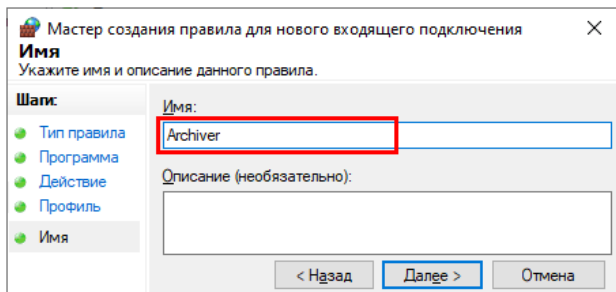 Мастер создания правила для нового входящего подключения
Имя
Укажите имя и описание данного правила.
Шаги:
Тип правила
Программа
Действие
Профиль
Имя
Имя:
Archiver
Описание (необязательно):
< Назад
Далее >
Отмена